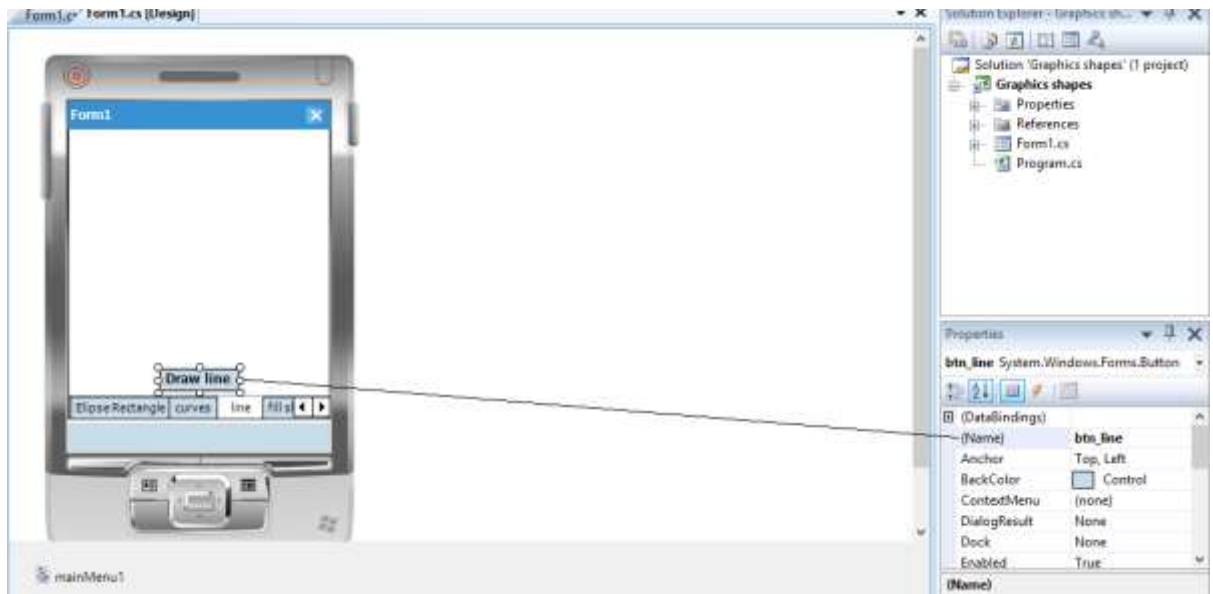 Form1.cs* Form1.cs [Design]
Form1
Draw line
Elipse Rectangle curves line fill s
mainMenu1
Solution Explorer - Graphics sh...
Solution 'Graphics shapes' (1 project)
Graphics shapes
Properties
References
Form1.cs
Program.cs
Properties
btn_line System.Windows.Forms.Button
(DataBindings)
(Name) btn_line
Anchor Top, Left
BackColor Control
ContextMenu (none)
DialogResult None
Dock None
Enabled True
(Name)